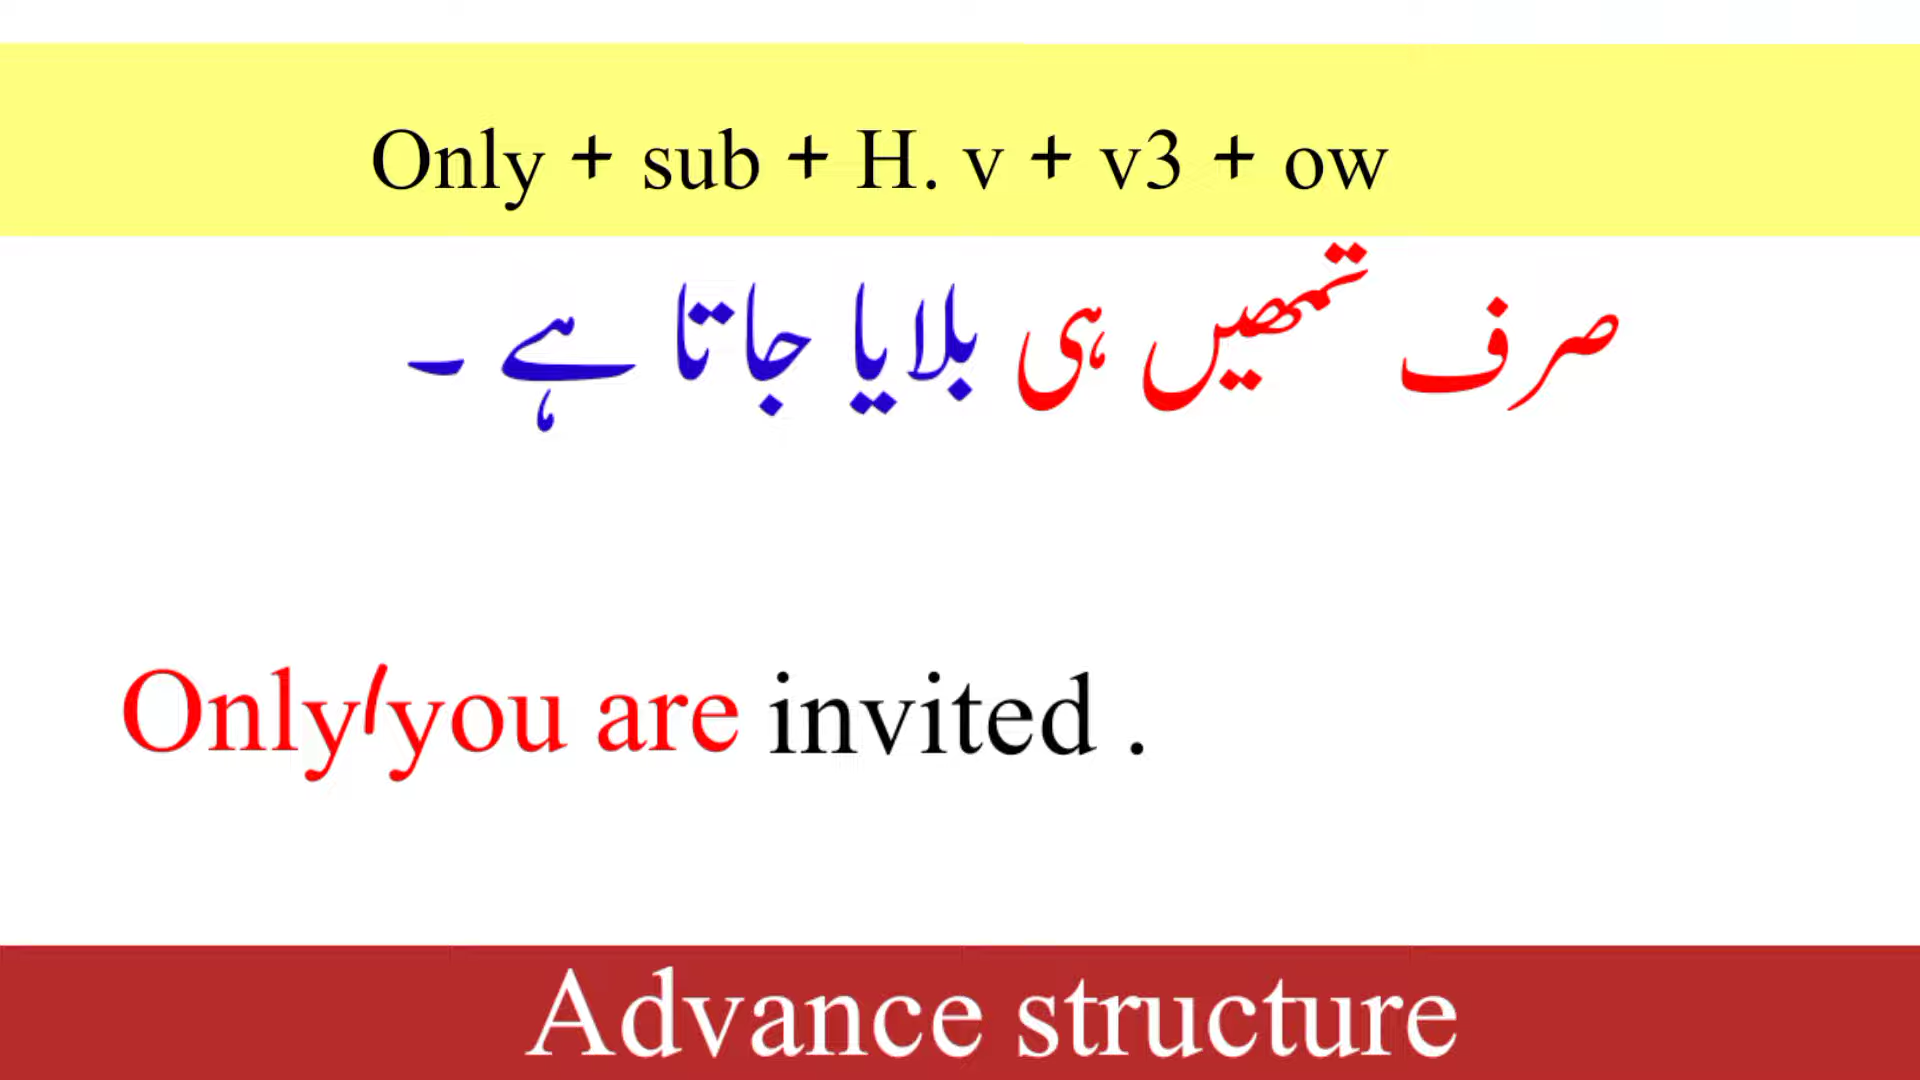 Only + sub + H. v + v3 + ow
صرف تمھیں ہی بلایا جاتا ہے ۔
Only/you are invited .
Advance structure